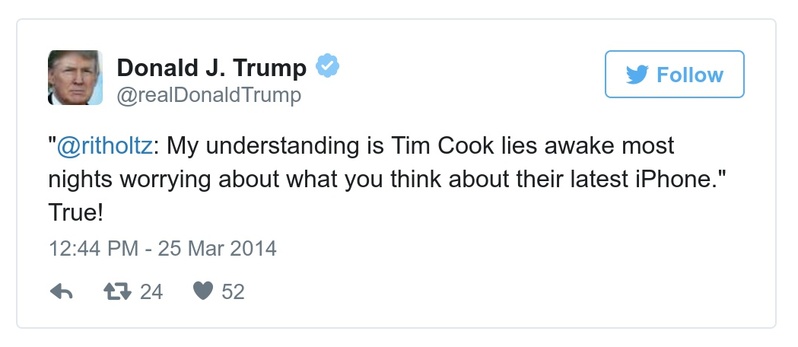 Donald J. Trump
@realDonaldTrump
Follow
"@ritholtz: My understanding is Tim Cook lies awake most
nights worrying about what you think about their latest iPhone."
True!
12:44 PM - 25 Mar 2014
24 52